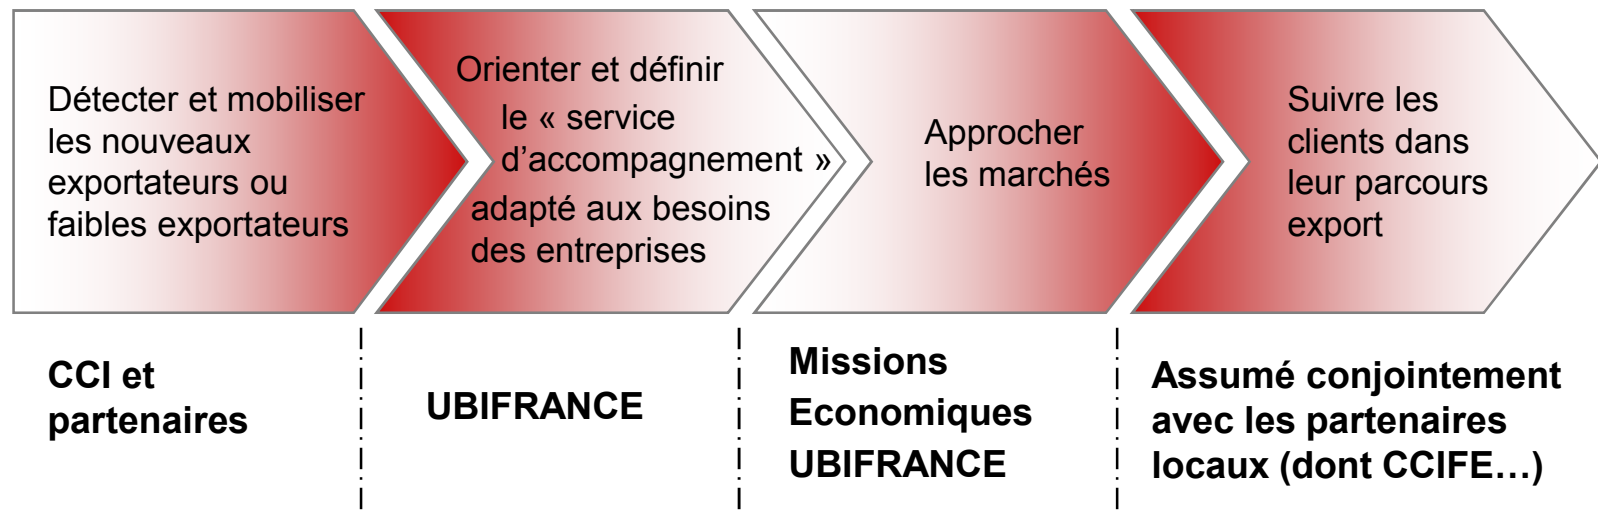 Détecter et mobiliser
les nouveaux
exportateurs ou
faibles exportateurs
Orienter et définir
le « service
d’accompagnement »
adapté aux besoins
des entreprises
Approcher
les marchés
Suivre les
clients dans
leur parcours
export
CCI et
partenaires
UBIFRANCE
Missions
Economiques
UBIFRANCE
Assumé conjointement
avec les partenaires
locaux (dont CCIFE…)